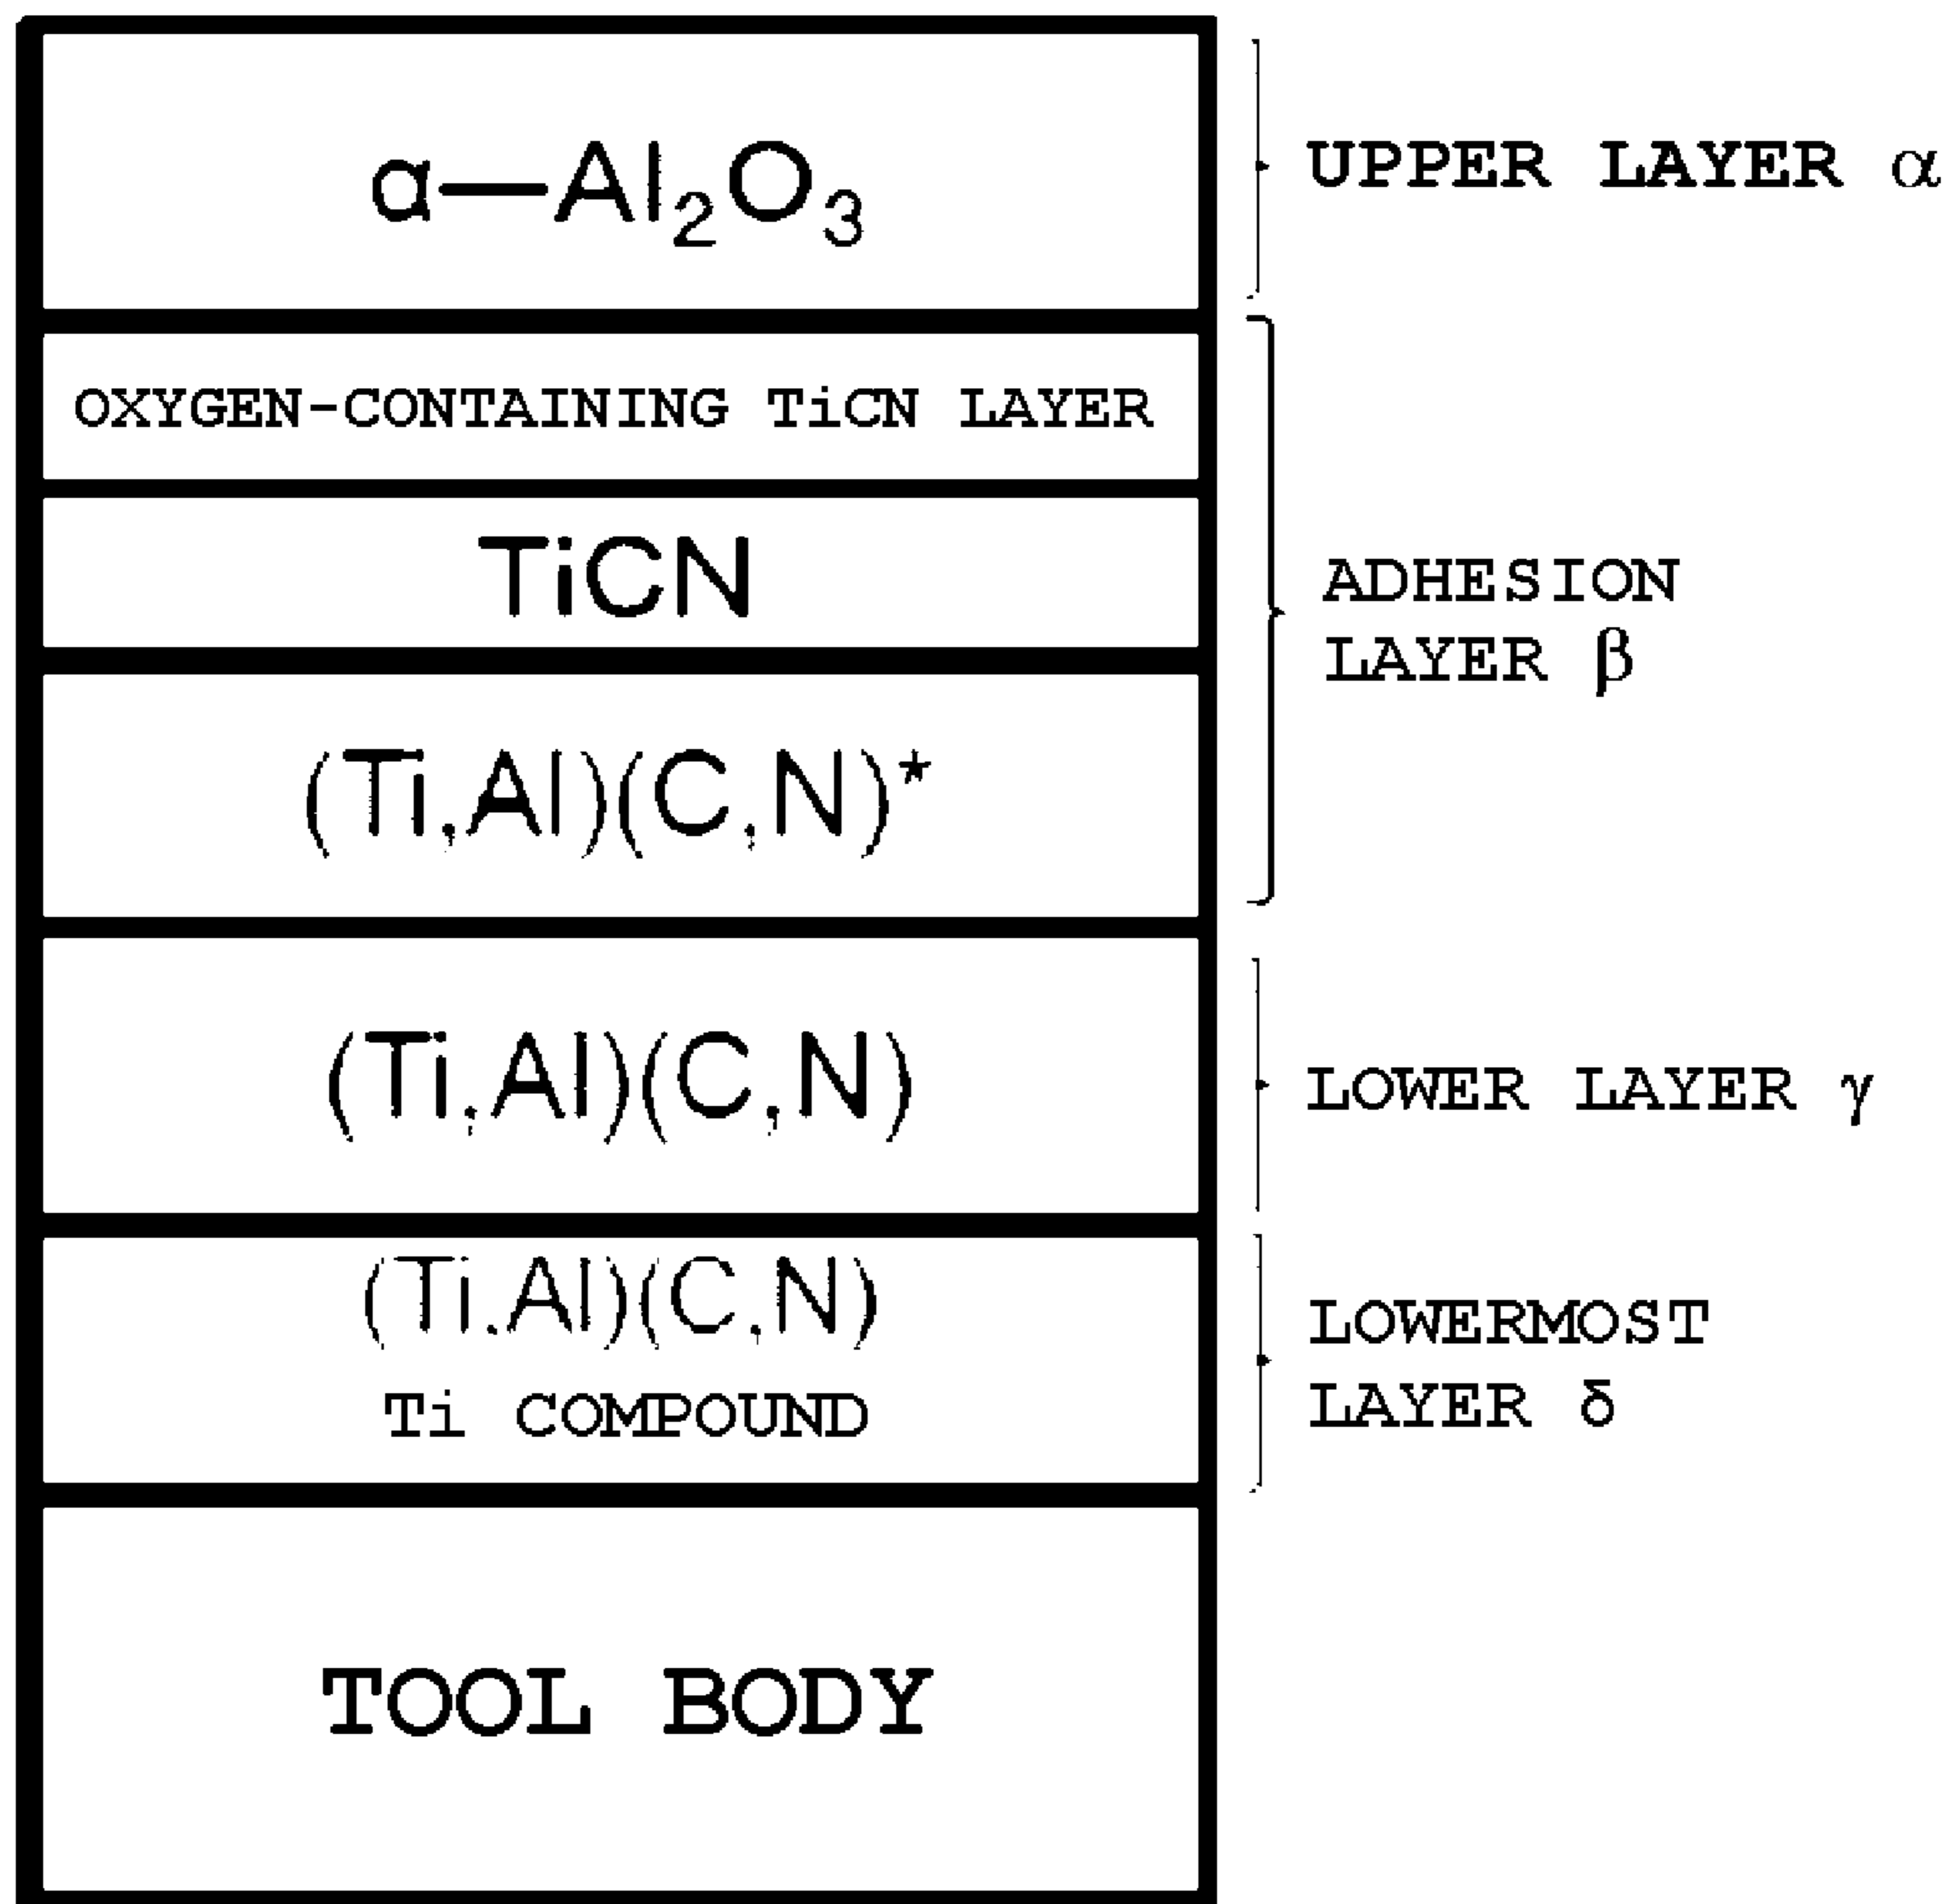 α—Al₂O₃
UPPER LAYER α
OXYGEN-CONTAINING TiCN LAYER
TiCN
ADHESION
LAYER β
(Ti,Al)(C,N)*
(Ti,Al)(C,N)
LOWER LAYER γ
(Ti,Al)(C,N)
Ti COMPOUND
LOWERMOST
LAYER δ
TOOL BODY